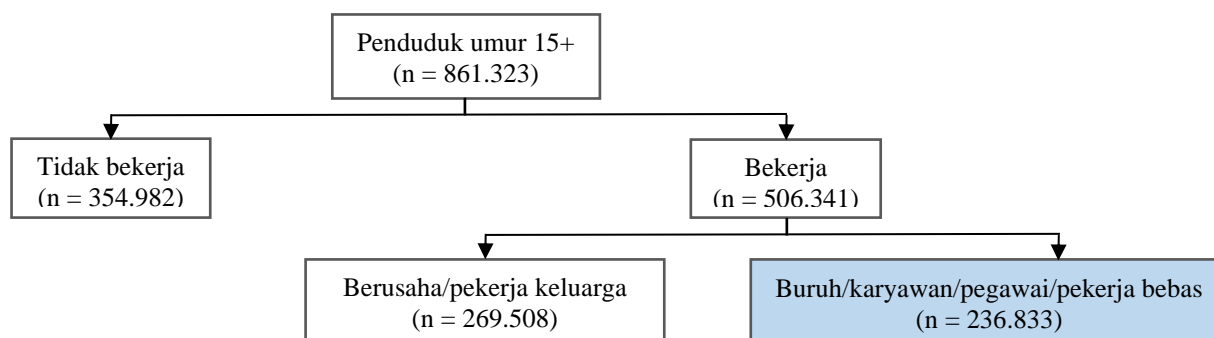 Penduduk umur 15+
(n = 861.323)
Tidak bekerja
(n = 354.982)
Bekerja
(n = 506.341)
Berusaha/pekerja keluarga
(n = 269.508)
Buruh/karyawan/pegawai/pekerja bebas
(n = 236.833)